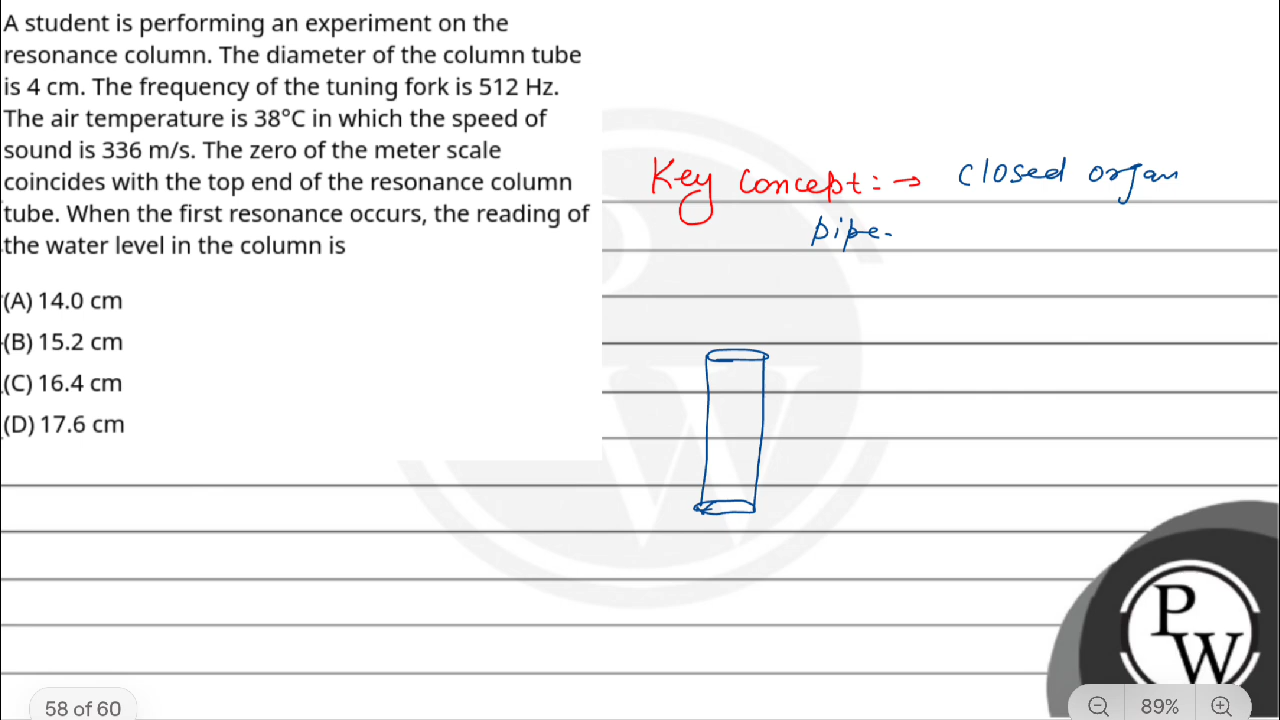 A student is performing an experiment on the
resonance column. The diameter of the column tube
is 4 cm. The frequency of the tuning fork is 512 Hz.
The air temperature is 38°C in which the speed of
sound is 336 m/s. The zero of the meter scale
coincides with the top end of the resonance column
tube. When the first resonance occurs, the reading of
the water level in the column is
(A) 14.0 cm
(B) 15.2 cm
(C) 16.4 cm
(D) 17.6 cm
Key concept:→ closed organ
pipe.
P
W
58 of 60
89%